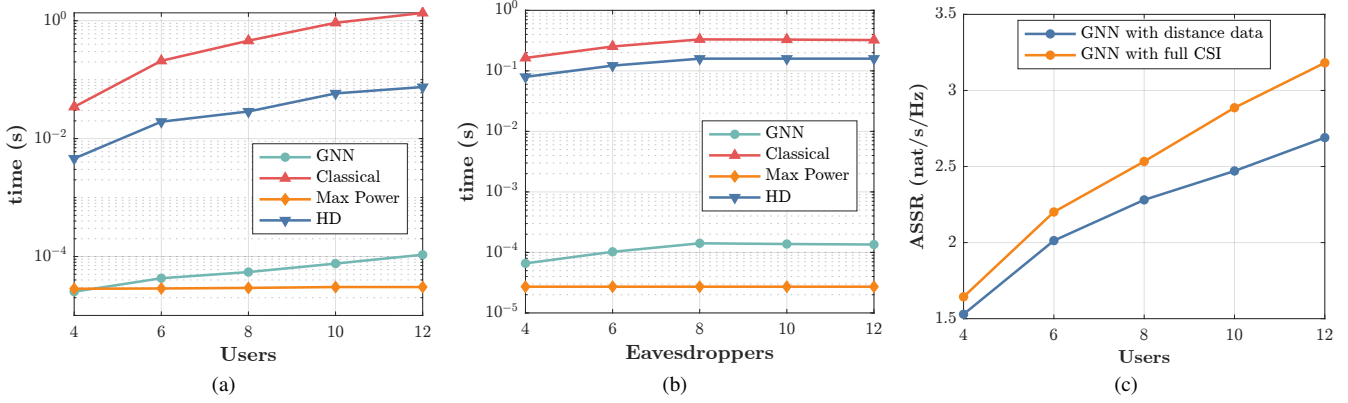 10^0
10^-2
10^-4
time (s)
GNN
Classical
Max Power
HD
4 6 8 10 12
Users
(a)
10^0
10^-1
10^-2
10^-3
10^-4
10^-5
time (s)
GNN
Classical
Max Power
HD
4 6 8 10 12
Eavesdroppers
(b)
3.5
3
2.5
2
1.5
ASSR (nat/s/Hz)
GNN with distance data
GNN with full CSI
4 6 8 10 12
Users
(c)